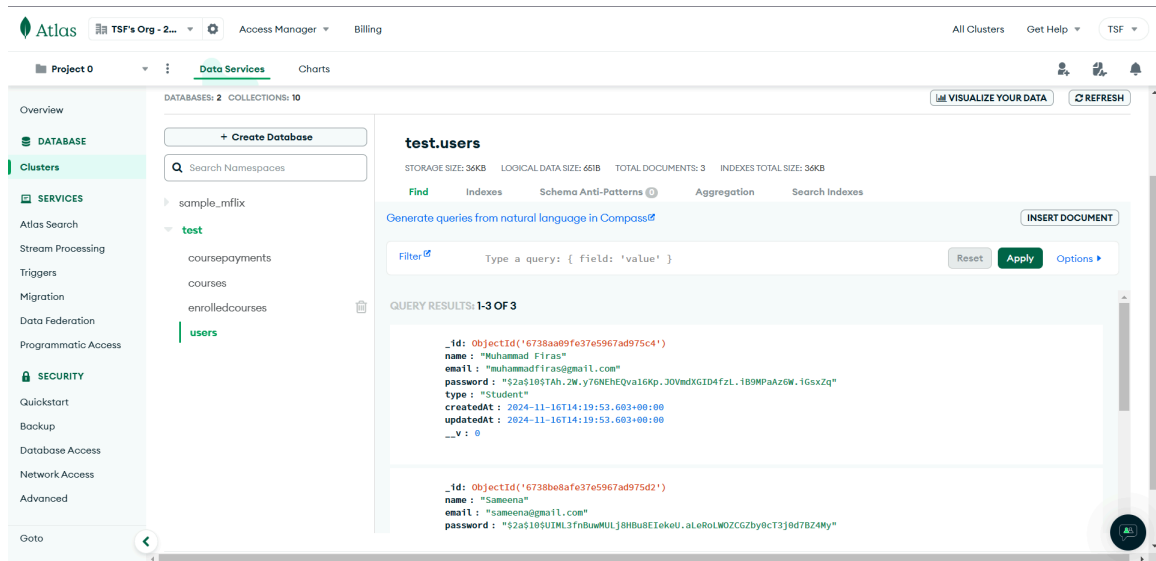 Atlas
TSF's Org - 2...
Access Manager
Billing
All Clusters
Get Help
TSF
Project 0
Data Services
Charts
Overview
DATABASE
Clusters
SERVICES
Atlas Search
Stream Processing
Triggers
Migration
Data Federation
Programmatic Access
SECURITY
Quickstart
Backup
Database Access
Network Access
Advanced
Goto
DATABASES: 2 COLLECTIONS: 10
VISUALIZE YOUR DATA
REFRESH
+ Create Database
Search Namespaces
sample_mflix
test
coursepayments
courses
enrolledcourses
users
test.users
STORAGE SIZE: 36KB LOGICAL DATA SIZE: 651B TOTAL DOCUMENTS: 3 INDEXES TOTAL SIZE: 36KB
Find Indexes Schema Anti-Patterns 0 Aggregation Search Indexes
Generate queries from natural language in Compass
INSERT DOCUMENT
Filter
Type a query: { field: 'value' }
Reset
Apply
Options
QUERY RESULTS: 1-3 OF 3
_id: ObjectId('6738aa09fe37e5967ad975c4')
name : "Muhammad Firas"
email : "muhammadfiras@gmail.com"
password : "$2a$10$TAh.2W.y76NEhEQva16Kp.JOVmdXGID4fzL.iB9MPaAz6W.iGsxZq"
type : "Student"
createdAt : 2024-11-16T14:19:53.603+00:00
updatedAt : 2024-11-16T14:19:53.603+00:00
__v : 0
_id: ObjectId('6738be8afe37e5967ad975d2')
name : "Sameena"
email : "sameena@gmail.com"
password : "$2a$10$UIML3fnBuwMULj8HBu8EIekeU.aLeRoLWOZCGZby0cT3j0d7BZ4My"